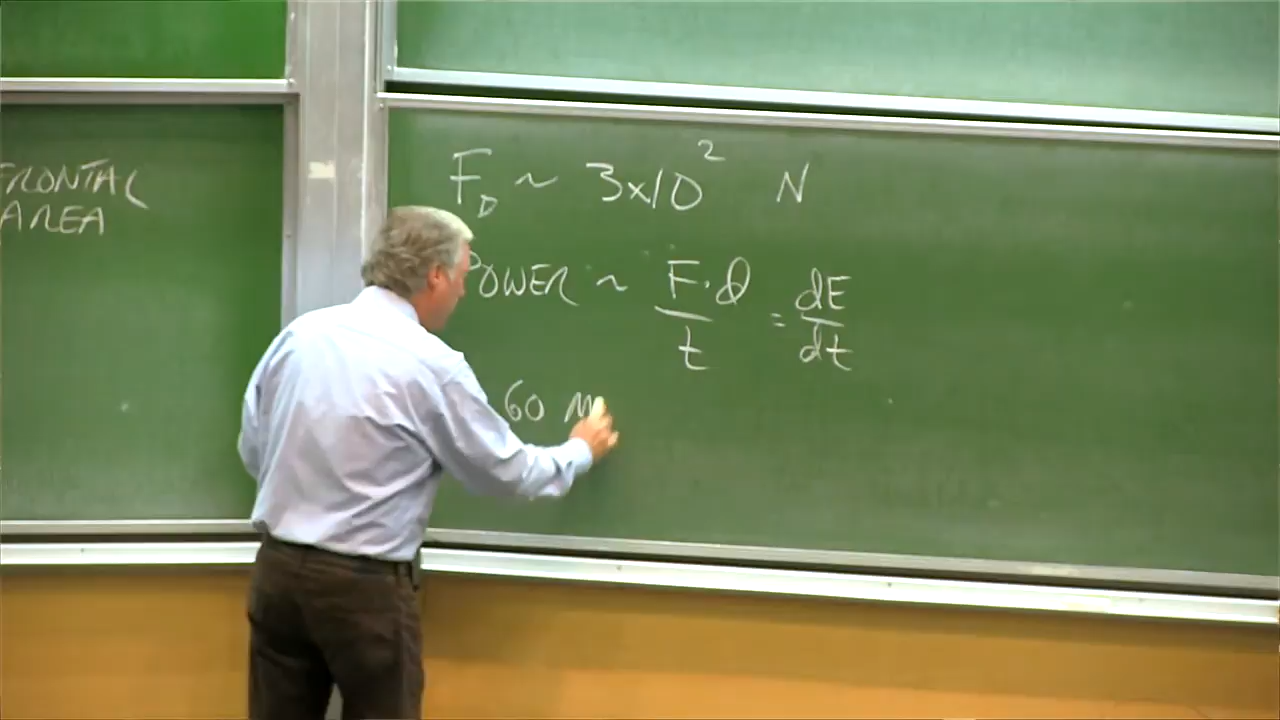 FRONTAL
AREA
F_D ~ 3x10² N
POWER ~ F·D/t = dE/dt
60 M